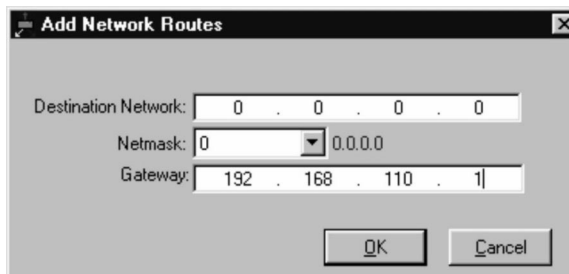 Add Network Routes
Destination Network: 0 . 0 . 0 . 0
Netmask: 0 0.0.0.0
Gateway: 192 . 168 . 110 . 1
OK Cancel